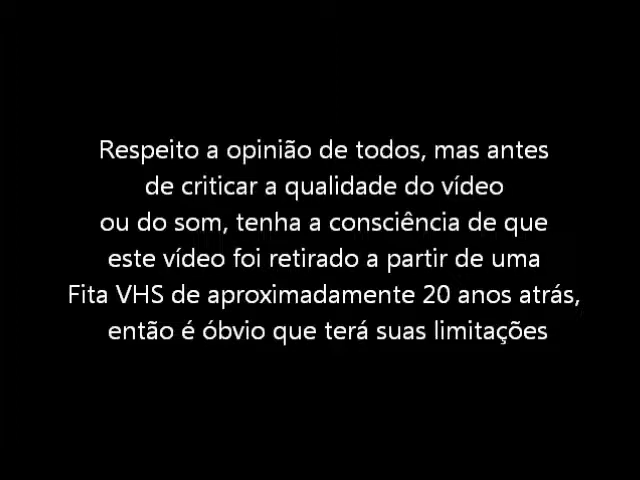 Respeito a opinião de todos, mas antes
de criticar a qualidade do vídeo
ou do som, tenha a consciência de que
este vídeo foi retirado a partir de uma
Fita VHS de aproximadamente 20 anos atrás,
então é óbvio que terá suas limitações